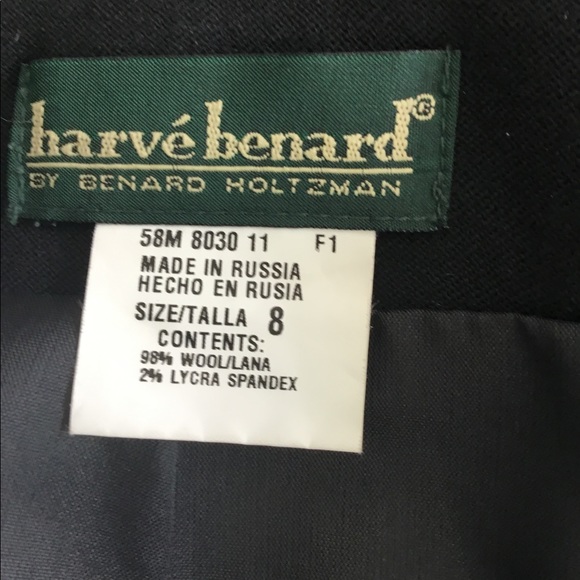 harvé benard®
BY BENARD HOLTZMAN
58M 8030 11 F1
MADE IN RUSSIA
HECHO EN RUSIA
SIZE/TALLA 8
CONTENTS:
98% WOOL/LANA
2% LYCRA SPANDEX